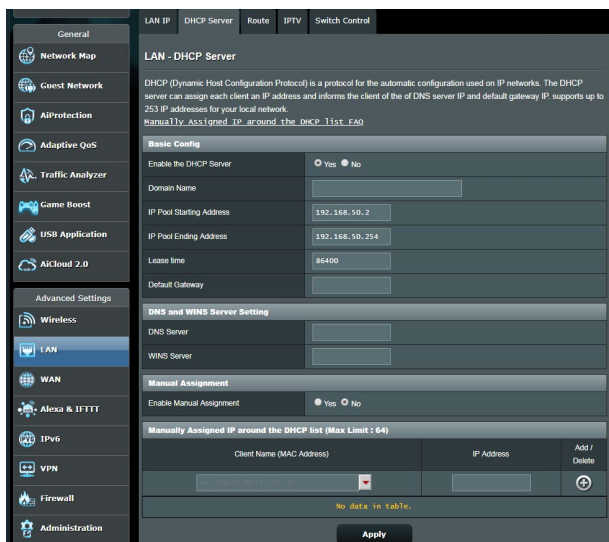 LAN IP DHCP Server Route IPTV Switch Control
General
Network Map
Guest Network
AiProtection
Adaptive QoS
Traffic Analyzer
Game Boost
USB Application
AiCloud 2.0
Advanced Settings
Wireless
LAN
WAN
Alexa & IFTTT
IPv6
VPN
Firewall
Administration
LAN - DHCP Server
DHCP (Dynamic Host Configuration Protocol) is a protocol for the automatic configuration used on IP networks. The DHCP
server can assign each client an IP address and informs the client of the of DNS server IP and default gateway IP. supports up to
253 IP addresses for your local network.
Manually Assigned IP around the DHCP list FAQ
Basic Config
Enable the DHCP Server Yes No
Domain Name
IP Pool Starting Address 192.168.50.2
IP Pool Ending Address 192.168.50.254
Lease time 86400
Default Gateway
DNS and WINS Server Setting
DNS Server
WINS Server
Manual Assignment
Enable Manual Assignment Yes No
Manually Assigned IP around the DHCP list (Max Limit : 64)
Client Name (MAC Address) IP Address Add /
Delete
No data in table.
Apply